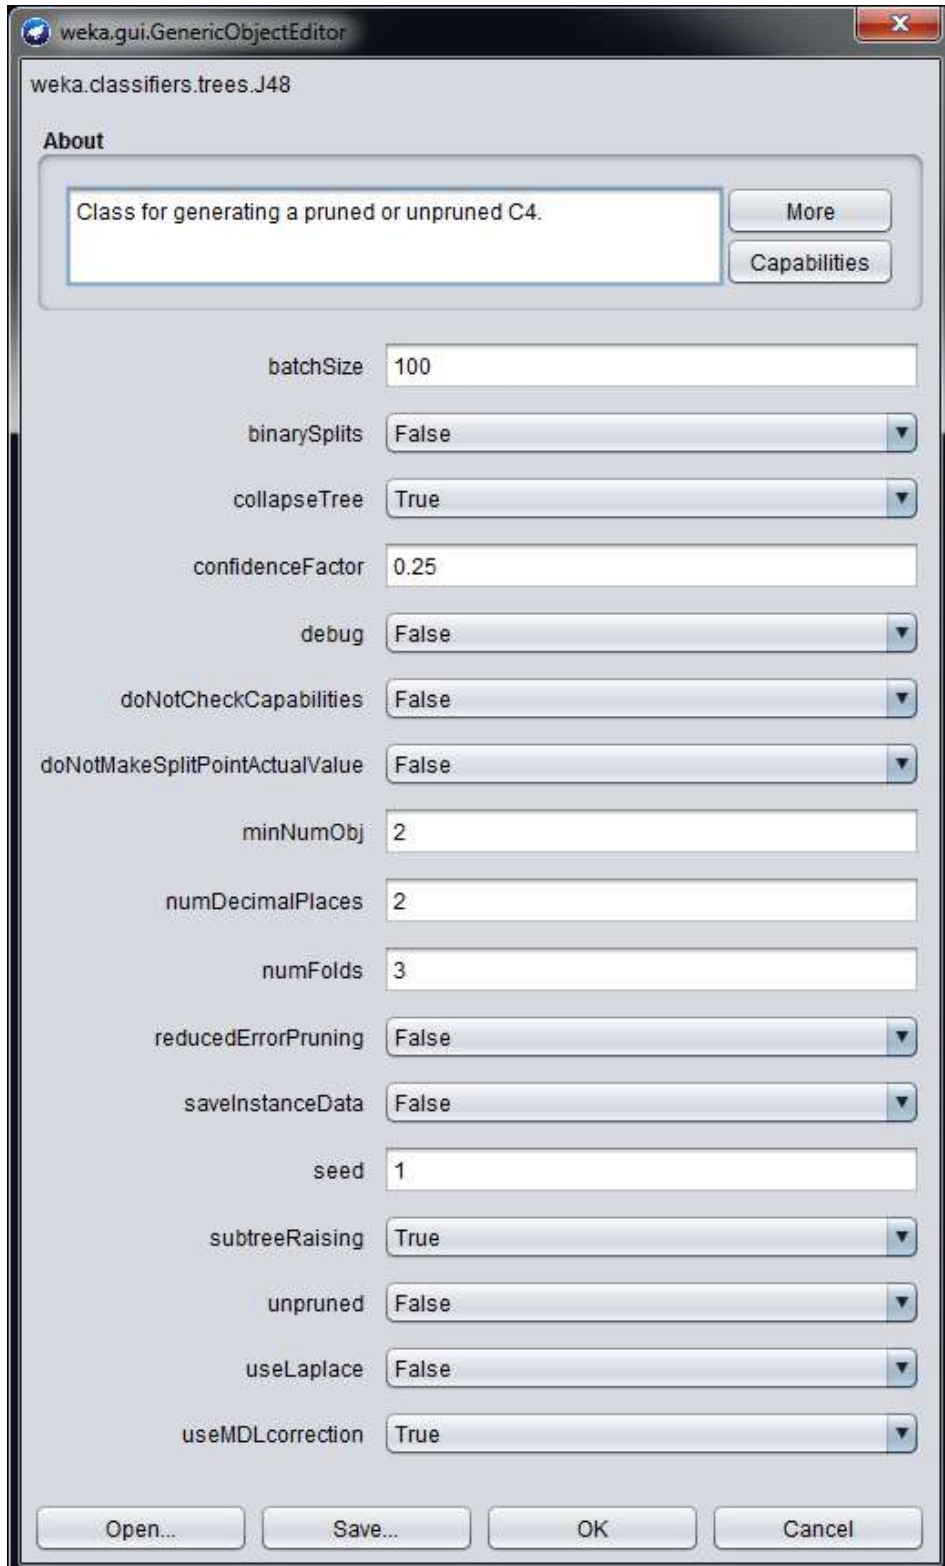 weka.gui.GenericObjectEditor
weka.classifiers.trees.J48
About
Class for generating a pruned or unpruned C4.
More
Capabilities
batchSize 100
binarySplits False
collapseTree True
confidenceFactor 0.25
debug False
doNotCheckCapabilities False
doNotMakeSplitPointActualValue False
minNumObj 2
numDecimalPlaces 2
numFolds 3
reducedErrorPruning False
saveInstanceData False
seed 1
subtreeRaising True
unpruned False
useLaplace False
useMDLcorrection True
Open... Save... OK Cancel